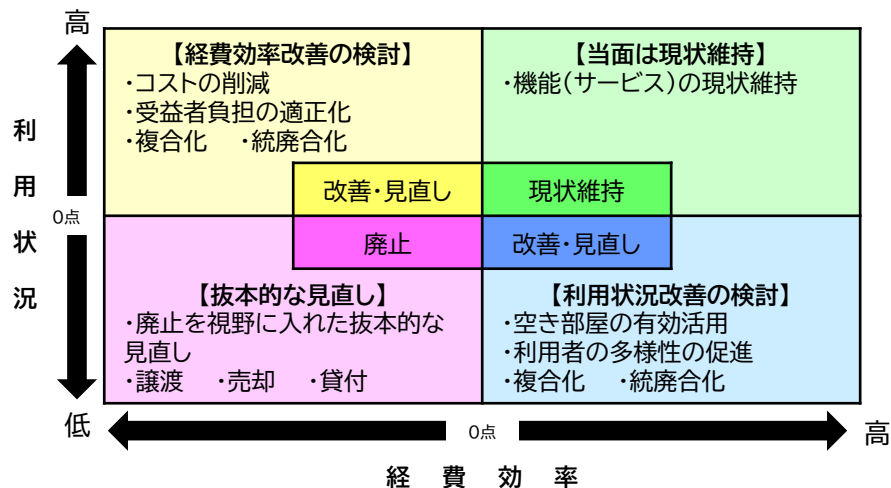 高
【経費効率改善の検討】
・コストの削減
・受益者負担の適正化
・複合化　・統廃合化
【当面は現状維持】
・機能（サービス）の現状維持
利用状況
改善・見直し
現状維持
0点
廃止
改善・見直し
【抜本的な見直し】
・廃止を視野に入れた抜本的な
見直し
・譲渡　・売却　・貸付
【利用状況改善の検討】
・空き部屋の有効活用
・利用者の多様性の促進
・複合化　・統廃合化
低
0点
高
経費効率